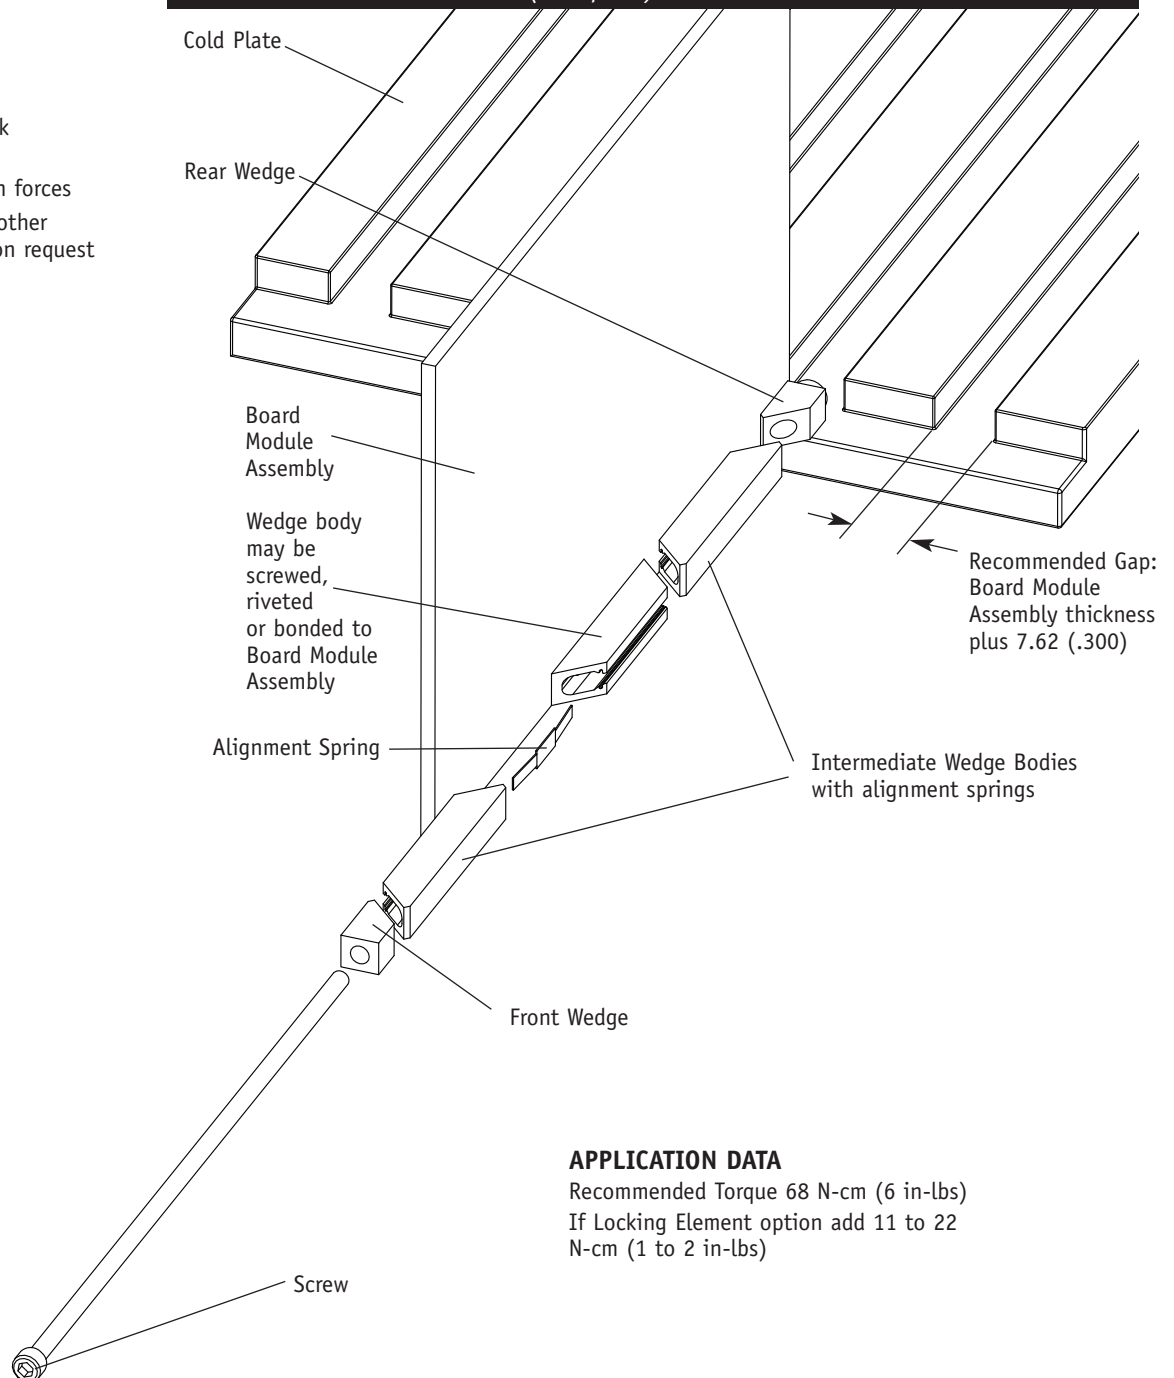 Cold Plate
k
Rear Wedge
forces
other
on request
Board
Module
Assembly
Wedge body
may be
screwed,
riveted
or bonded to
Board Module
Assembly
Recommended Gap:
Board Module
Assembly thickness
plus 7.62 (.300)
Alignment Spring
Intermediate Wedge Bodies
with alignment springs
Front Wedge
APPLICATION DATA
Recommended Torque 68 N-cm (6 in-lbs)
If Locking Element option add 11 to 22
N-cm (1 to 2 in-lbs)
Screw